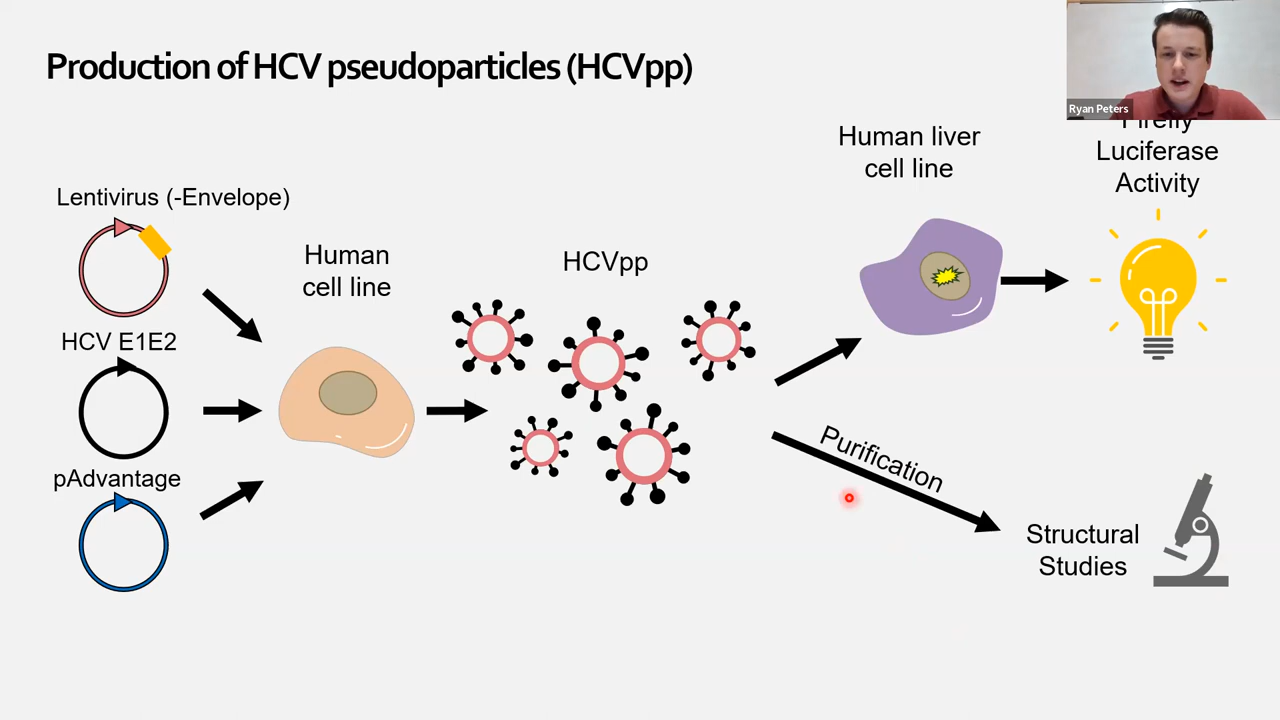 Production of HCV pseudoparticles (HCVpp)
Ryan Peters
Lentivirus (-Envelope)
HCV E1E2
pAdvantage
Human
cell line
HCVpp
Human liver
cell line
Firefly
Luciferase
Activity
Purification
Structural
Studies